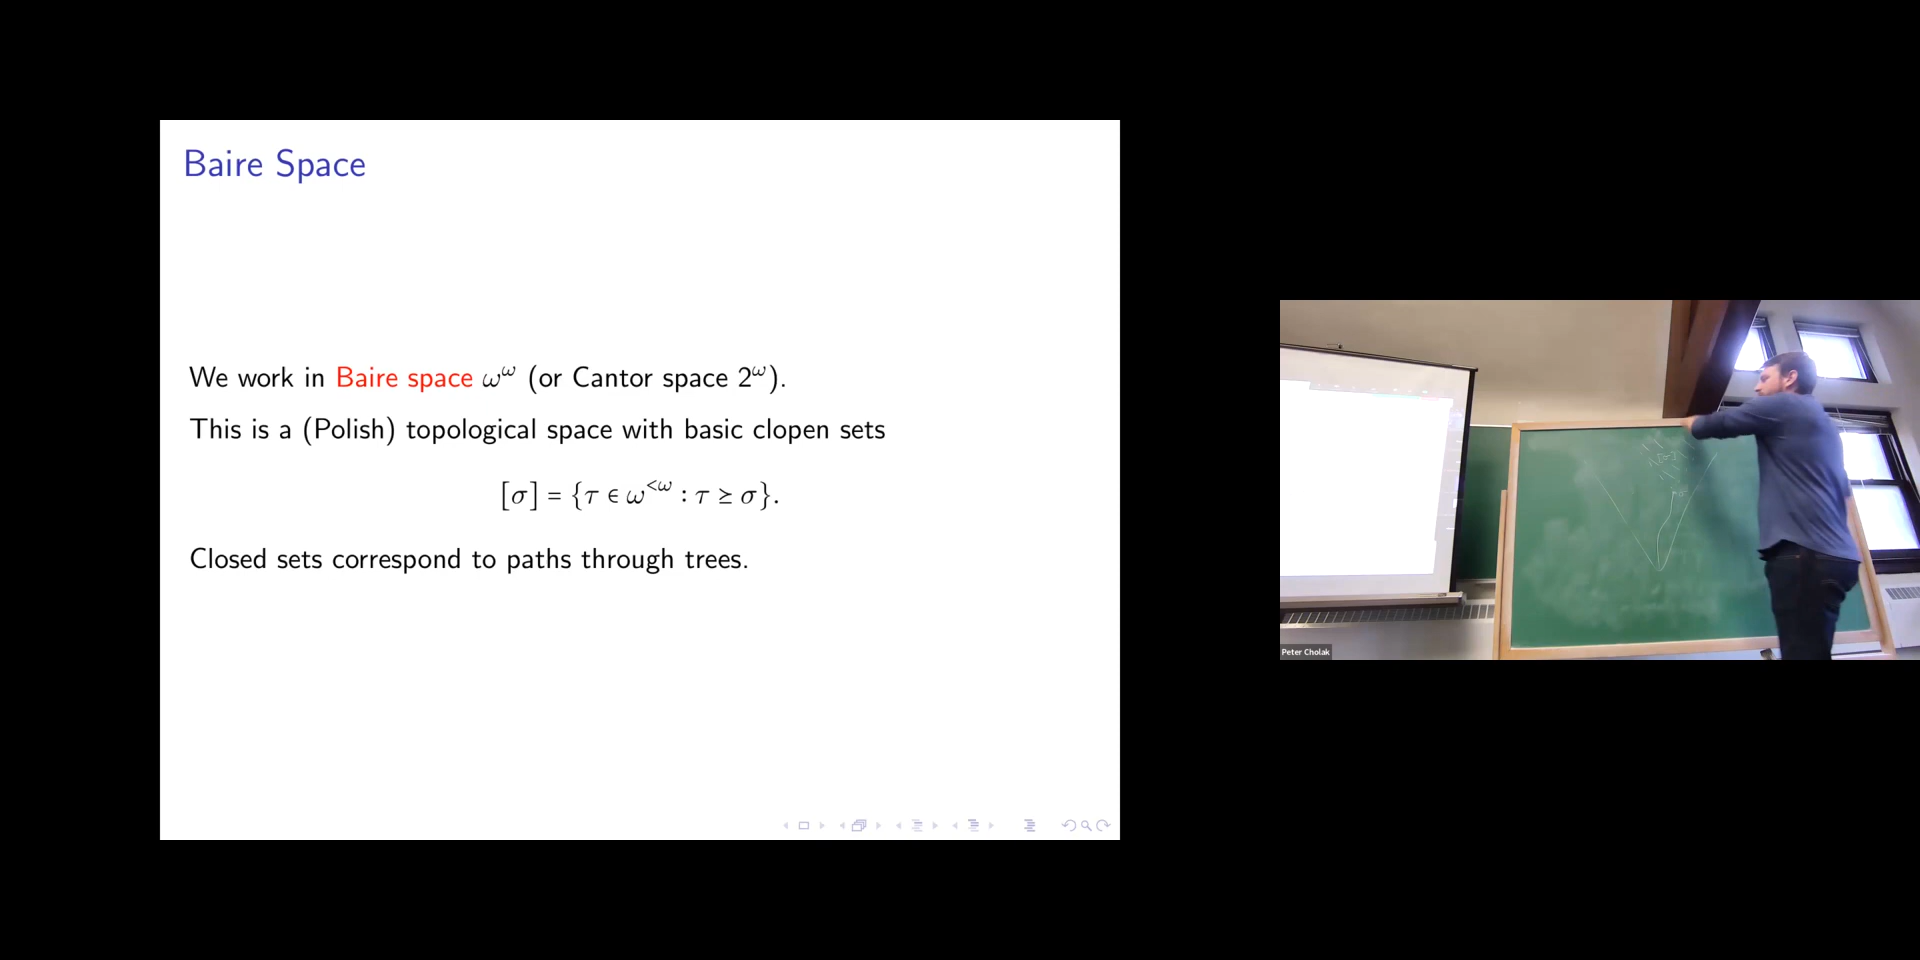 Baire Space
We work in Baire space ω^ω (or Cantor space 2^ω).
This is a (Polish) topological space with basic clopen sets
[σ] = {τ ∈ ω^{<ω} : τ ⪰ σ}.
Closed sets correspond to paths through trees.
Peter Cholak